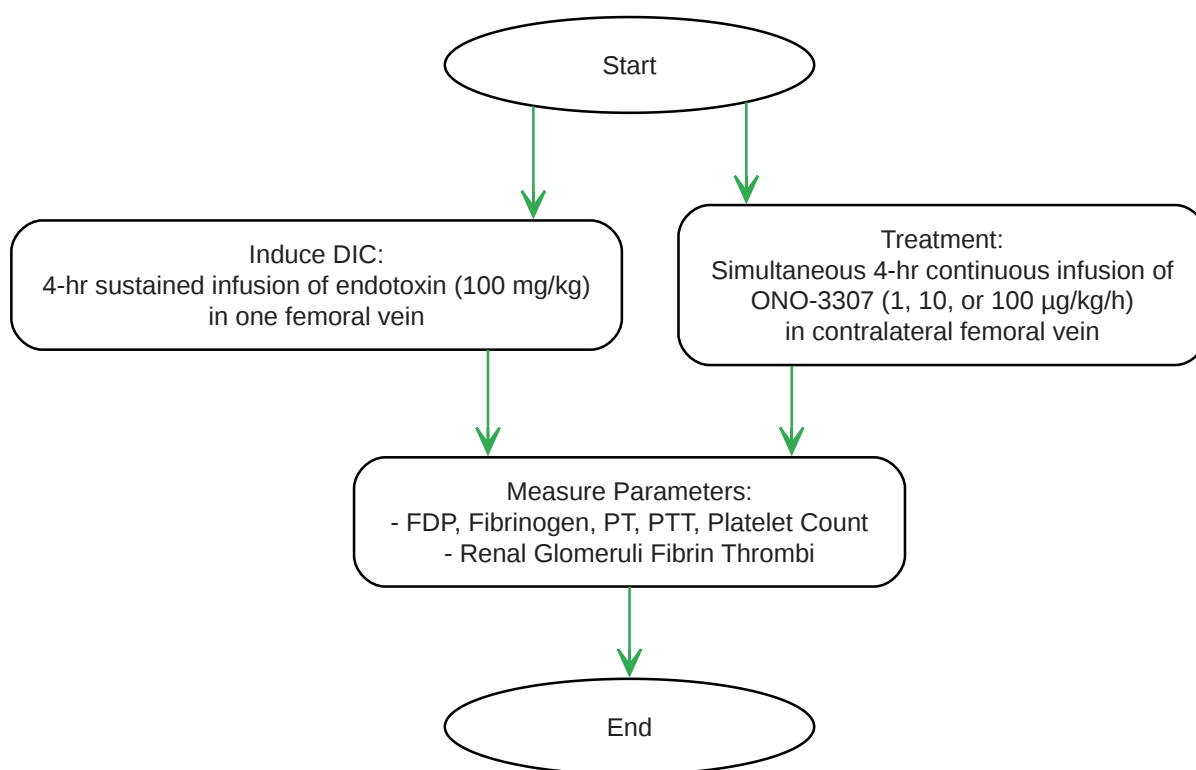 Start
Induce DIC:
4-hr sustained infusion of endotoxin (100 mg/kg)
in one femoral vein
Treatment:
Simultaneous 4-hr continuous infusion of
ONO-3307 (1, 10, or 100 µg/kg/h)
in contralateral femoral vein
Measure Parameters:
- FDP, Fibrinogen, PT, PTT, Platelet Count
- Renal Glomeruli Fibrin Thrombi
End